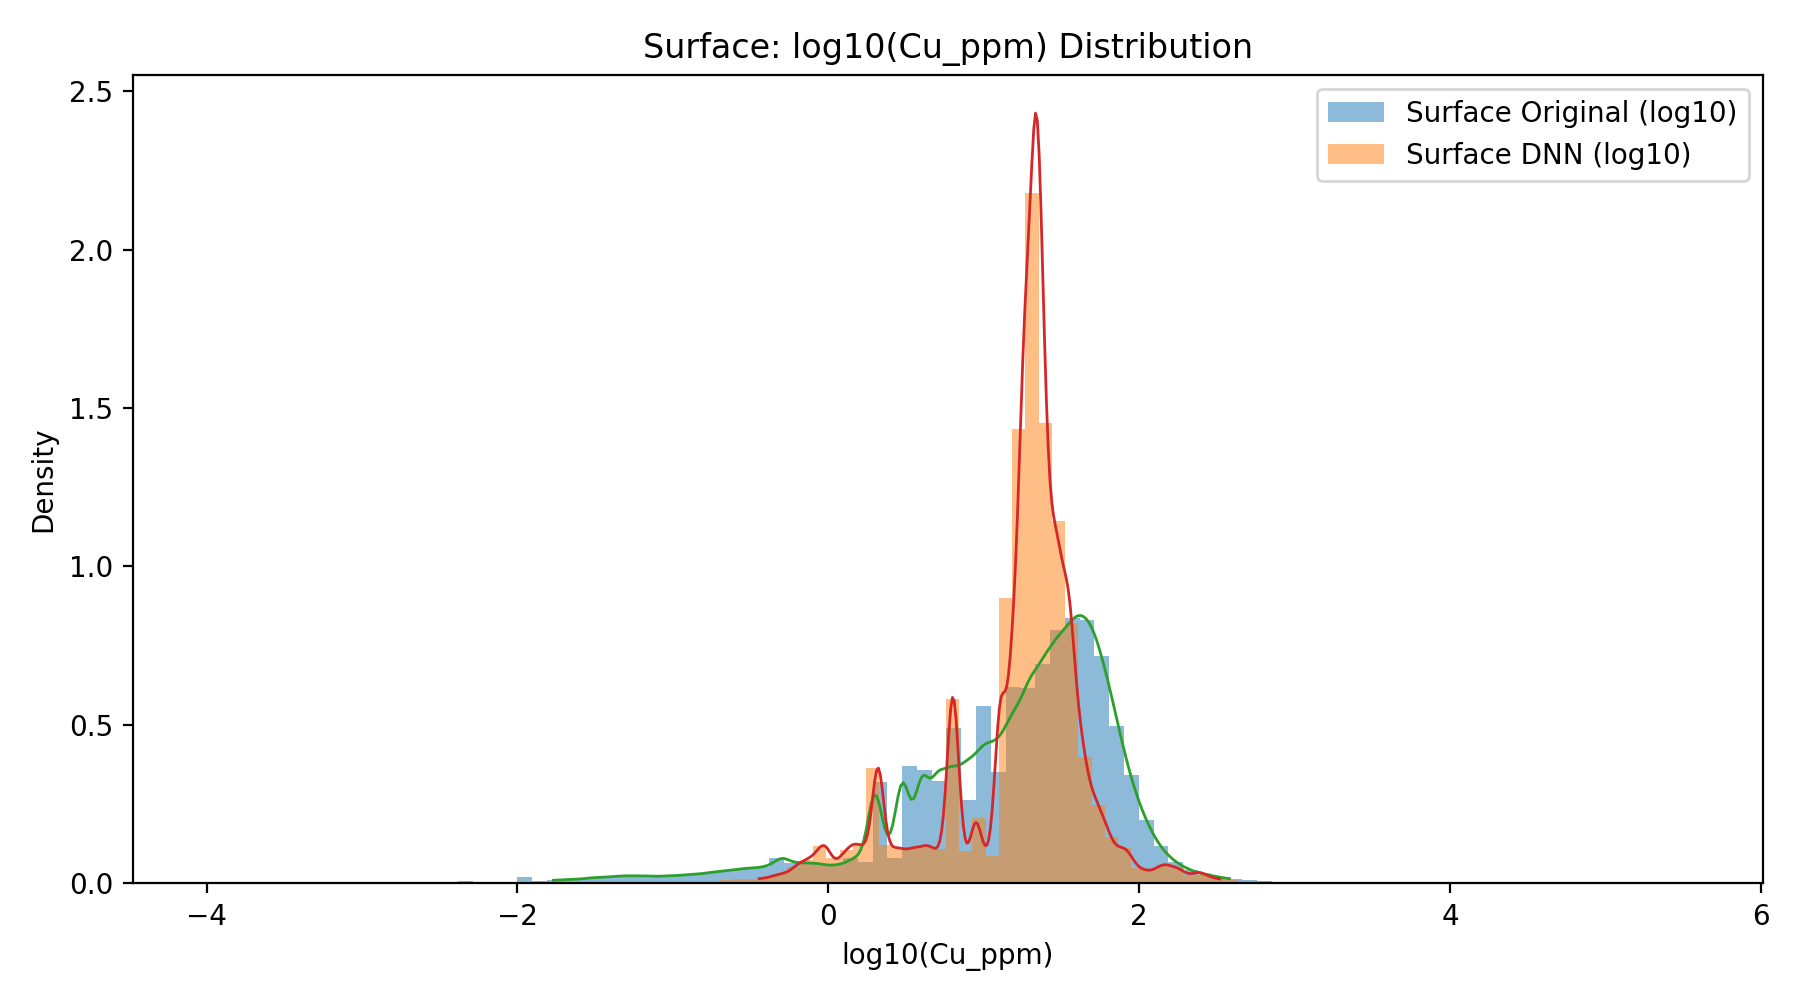 Surface: log10(Cu_ppm) Distribution
Surface Original (log10)
Surface DNN (log10)
Density
2.5
2.0
1.5
1.0
0.5
0.0
−4
−2
0
2
4
6
log10(Cu_ppm)